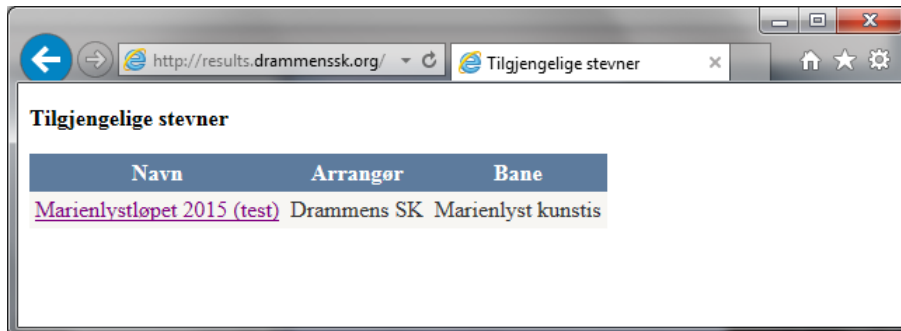 http://results.drammenssk.org/
Tilgjengelige stevner
Tilgjengelige stevner
Navn Arrangør Bane
Marienlystløpet 2015 (test) Drammens SK Marienlyst kunstis